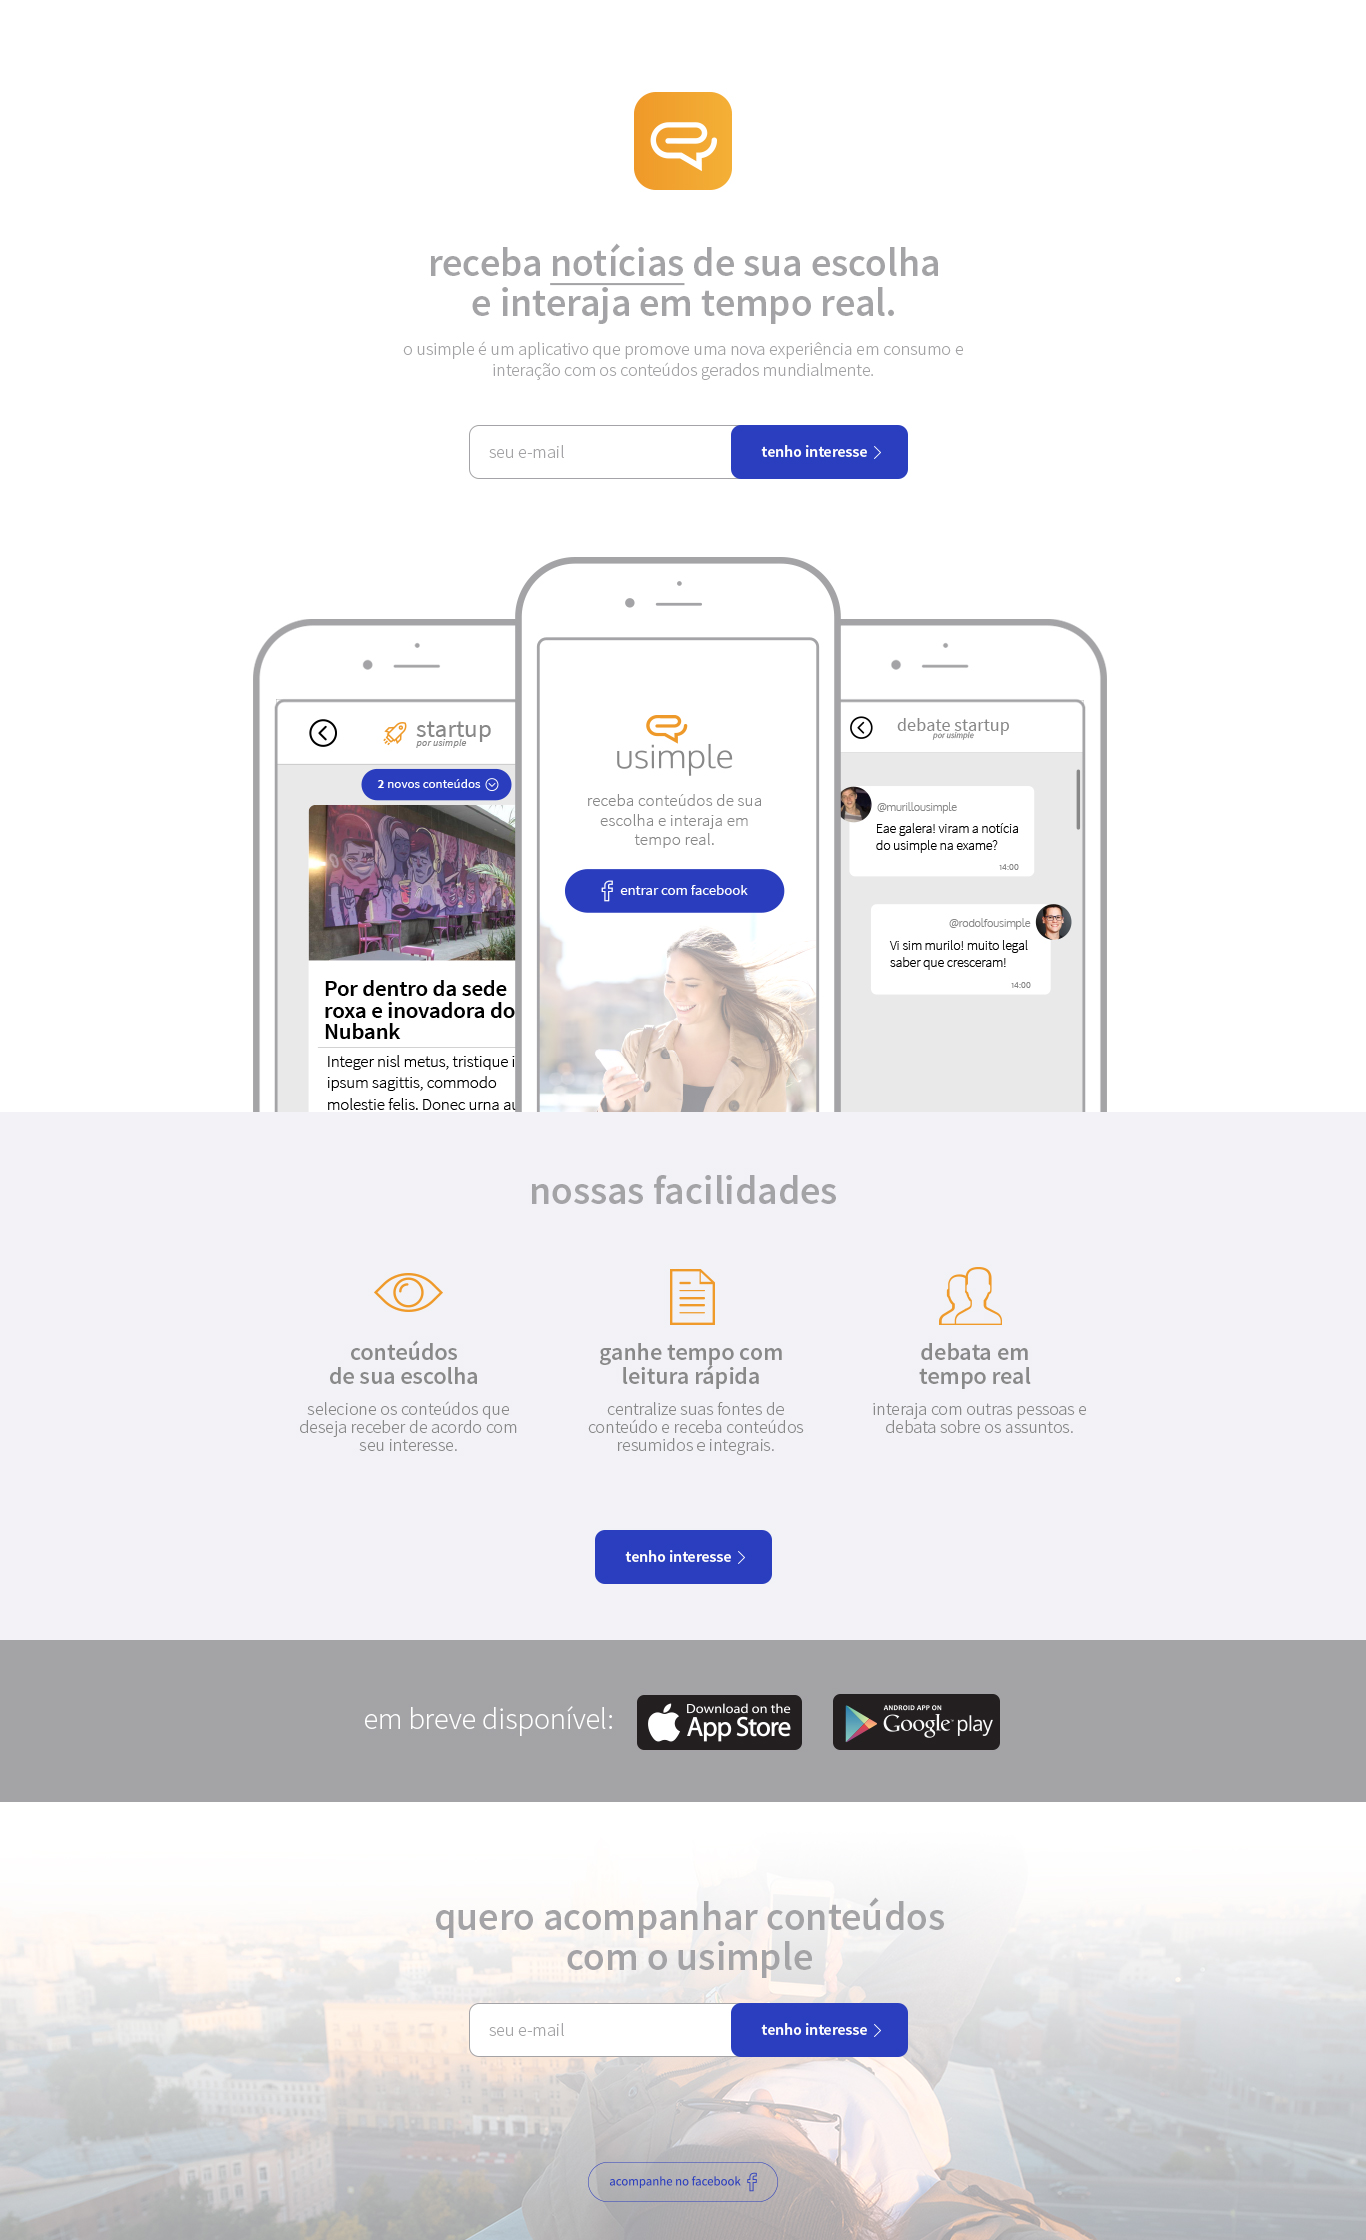 receba notícias de sua escolha
e interaja em tempo real.
o usimple é um aplicativo que promove uma nova experiência em consumo e
interação com os conteúdos gerados mundialmente.
seu e-mail
tenho interesse
startup
por usimple
2 novos conteúdos
Por dentro da sede
roxa e inovadora do
Nubank
Integer nisl metus, tristique i
ipsum sagittis, commodo
molestie felis. Donec urna au
usimple
receba conteúdos de sua
escolha e interaja em
tempo real.
entrar com facebook
debate startup
por usimple
@murillousimple
Eae galera! viram a notícia
do usimple na exame?
14:00
@rodolfousimple
Vi sim murilo! muito legal
saber que cresceram!
14:00
nossas facilidades
conteúdos
de sua escolha
selecione os conteúdos que
deseja receber de acordo com
seu interesse.
ganhe tempo com
leitura rápida
centralize suas fontes de
conteúdo e receba conteúdos
resumidos e integrais.
debata em
tempo real
interaja com outras pessoas e
debata sobre os assuntos.
tenho interesse
em breve disponível:
Download on the
App Store
ANDROID APP ON
Google play
quero acompanhar conteúdos
com o usimple
seu e-mail
tenho interesse
acompanhe no facebook